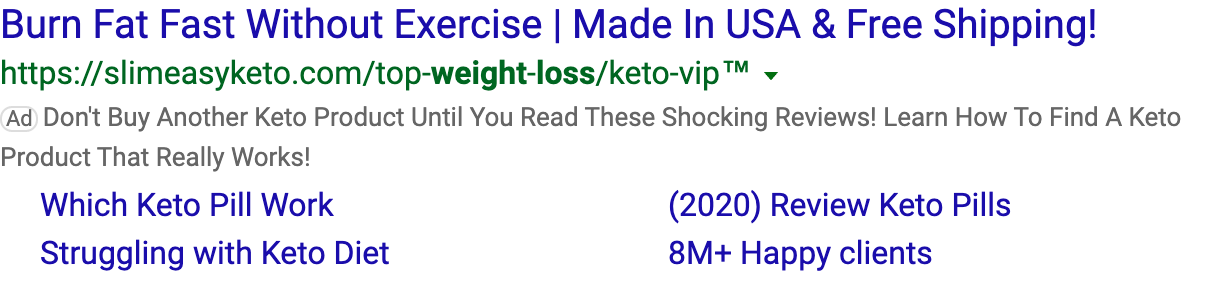 Burn Fat Fast Without Exercise | Made In USA & Free Shipping!
https://slimeasyketo.com/top-weight-loss/keto-vip™
Ad Don't Buy Another Keto Product Until You Read These Shocking Reviews! Learn How To Find A Keto
Product That Really Works!
Which Keto Pill Work
(2020) Review Keto Pills
Struggling with Keto Diet
8M+ Happy clients